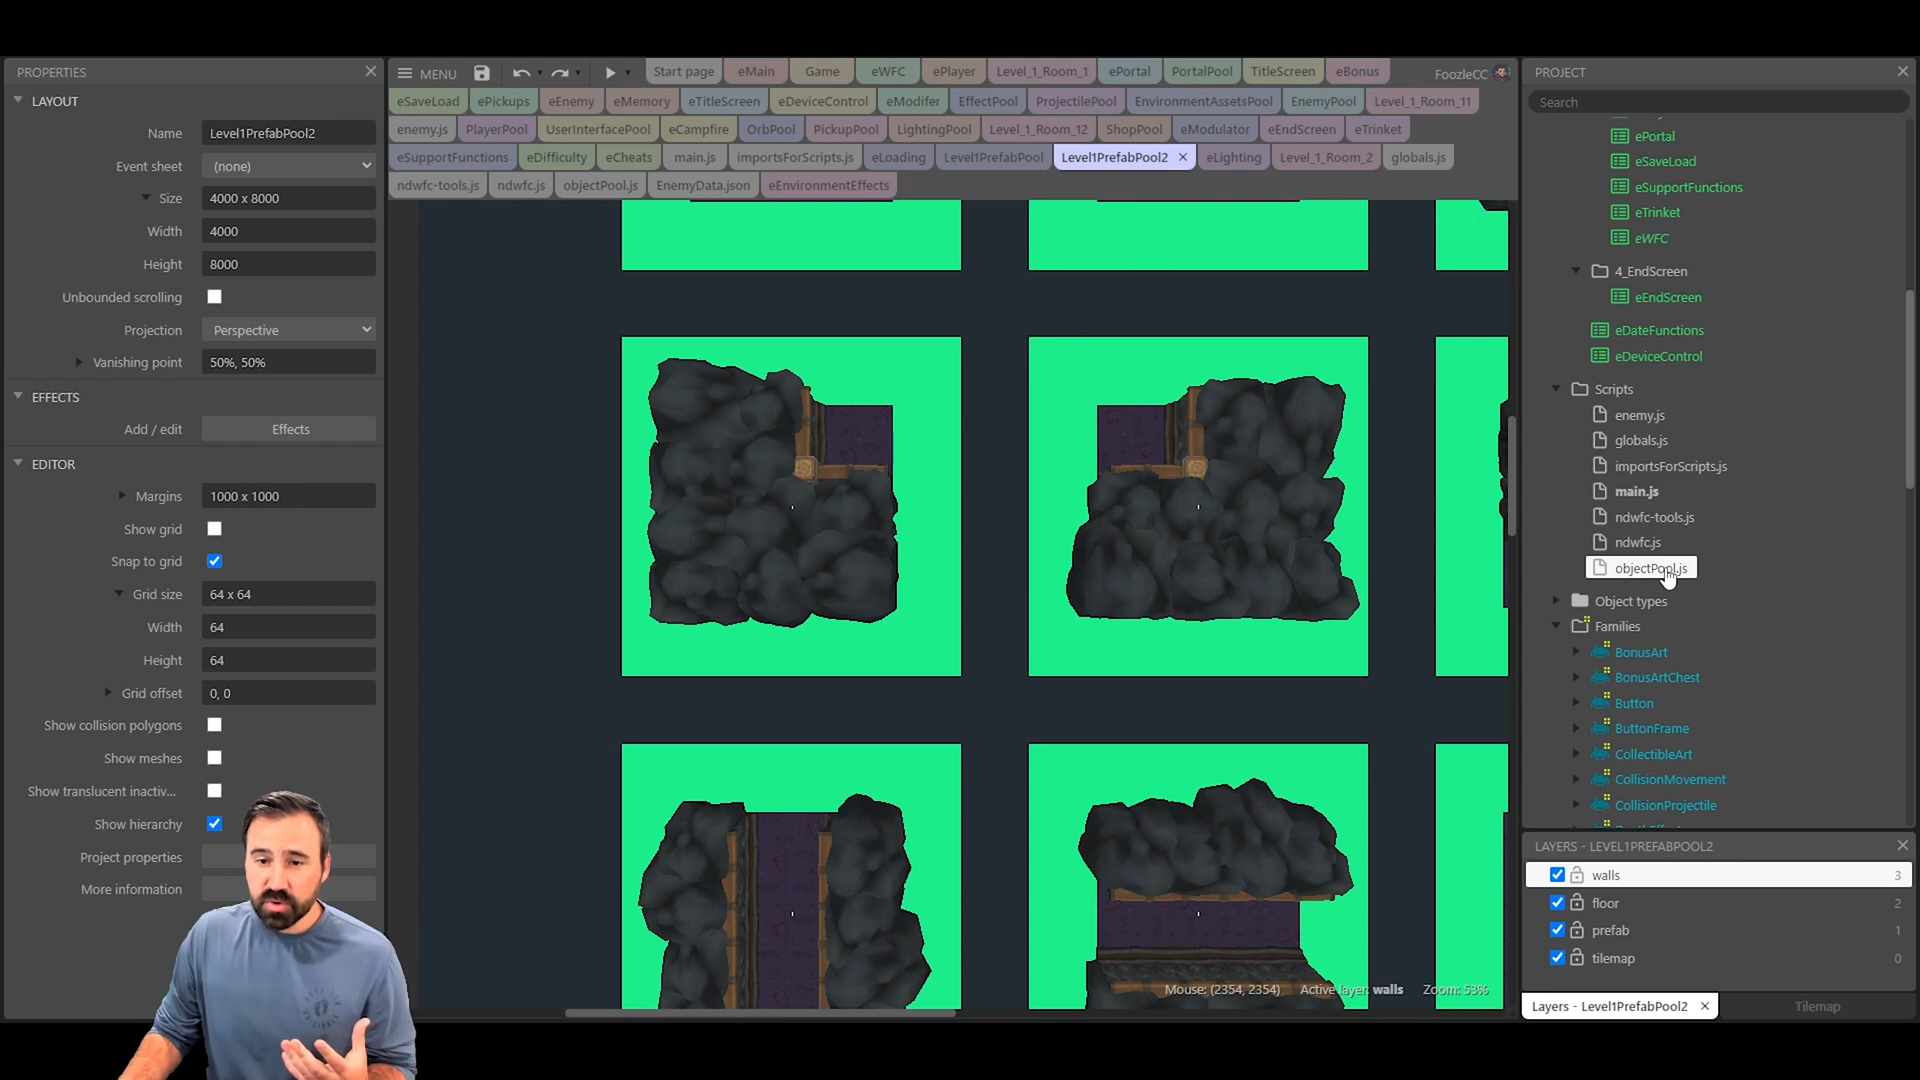 PROPERTIES
LAYOUT
Name Level1PrefabPool2
Event sheet (none)
Size 4000 x 8000
Width 4000
Height 8000
Unbounded scrolling
Projection Perspective
Vanishing point 50%, 50%
EFFECTS
Add / edit Effects
EDITOR
Margins 1000 x 1000
Show grid
Snap to grid
Grid size 64 x 64
Width 64
Height 64
Grid offset 0, 0
Show collision polygons
Show meshes
Show translucent inactiv...
Show hierarchy
Project properties
More information
MENU Start page eMain Game eWFC ePlayer Level_1_Room_1 ePortal PortalPool TitleScreen eBonus FoozleCC
eSaveLoad ePickups eEnemy eMemory eTitleScreen eDeviceControl eModifer EffectPool ProjectilePool EnvironmentAssetsPool EnemyPool Level_1_Room_11
enemy.js PlayerPool UserInterfacePool eCampfire OrbPool PickupPool LightingPool Level_1_Room_12 ShopPool eModulator eEndScreen eTrinket
eSupportFunctions eDifficulty eCheats main.js importsForScripts.js eLoading Level1PrefabPool Level1PrefabPool2 eLighting Level_1_Room_2 globals.js
ndwfc-tools.js ndwfc.js objectPool.js EnemyData.json eEnvironmentEffects
Mouse: (2354, 2354) Active layer: walls Zoom: 53%
PROJECT
Search
ePortal
eSaveLoad
eSupportFunctions
eTrinket
eWFC
4_EndScreen
eEndScreen
eDateFunctions
eDeviceControl
Scripts
enemy.js
globals.js
importsForScripts.js
main.js
ndwfc-tools.js
ndwfc.js
objectPool.js
Object types
Families
BonusArt
BonusArtChest
Button
ButtonFrame
CollectibleArt
CollisionMovement
CollisionProjectile
LAYERS - LEVEL1PREFABPOOL2
walls 3
floor 2
prefab 1
tilemap 0
Layers - Level1PrefabPool2 Tilemap